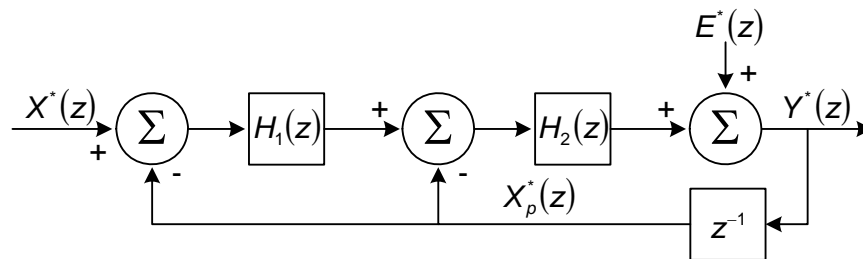 E*(z)
+
X*(z) + Σ H₁(z) + Σ H₂(z) + Σ Y*(z)
- -
Xₚ*(z) z⁻¹